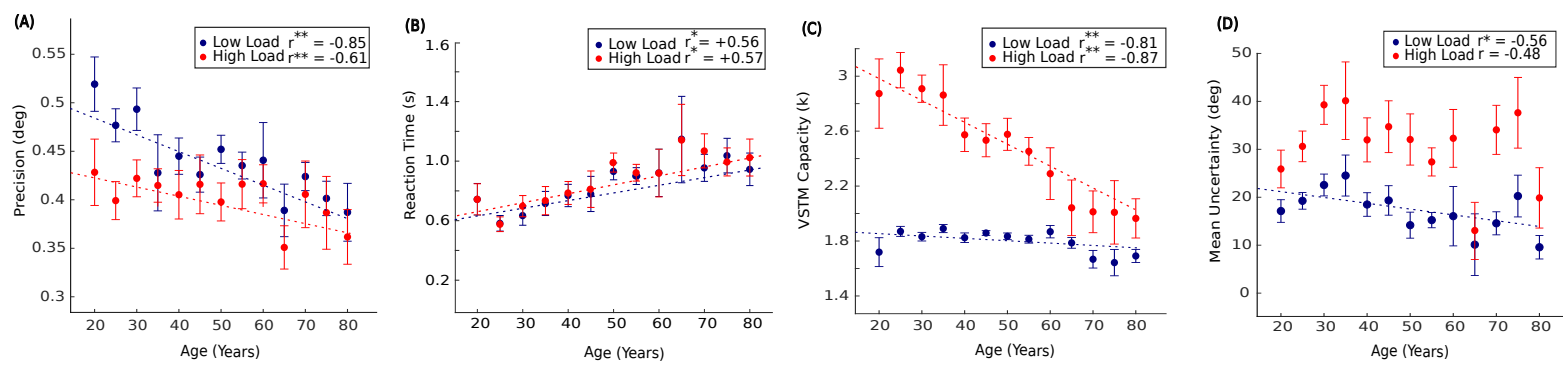 (A)
Low Load r** = -0.85
High Load r** = -0.61
Precision (deg)
0.55
0.5
0.45
0.4
0.35
0.3
20 30 40 50 60 70 80
Age (Years)
(B)
Low Load r* = +0.56
High Load r* = +0.57
Reaction Time (s)
1.6
1.4
1.0
0.6
0.2
20 30 40 50 60 70 80
Age (Years)
(C)
Low Load r** = -0.81
High Load r** = -0.87
VSTM Capacity (k)
3
2.6
2.2
1.8
1.4
20 30 40 50 60 70 80
Age (Years)
(D)
Low Load r* = -0.56
High Load r = -0.48
Mean Uncertainty (deg)
50
40
30
20
10
0
20 30 40 50 60 70 80
Age (Years)